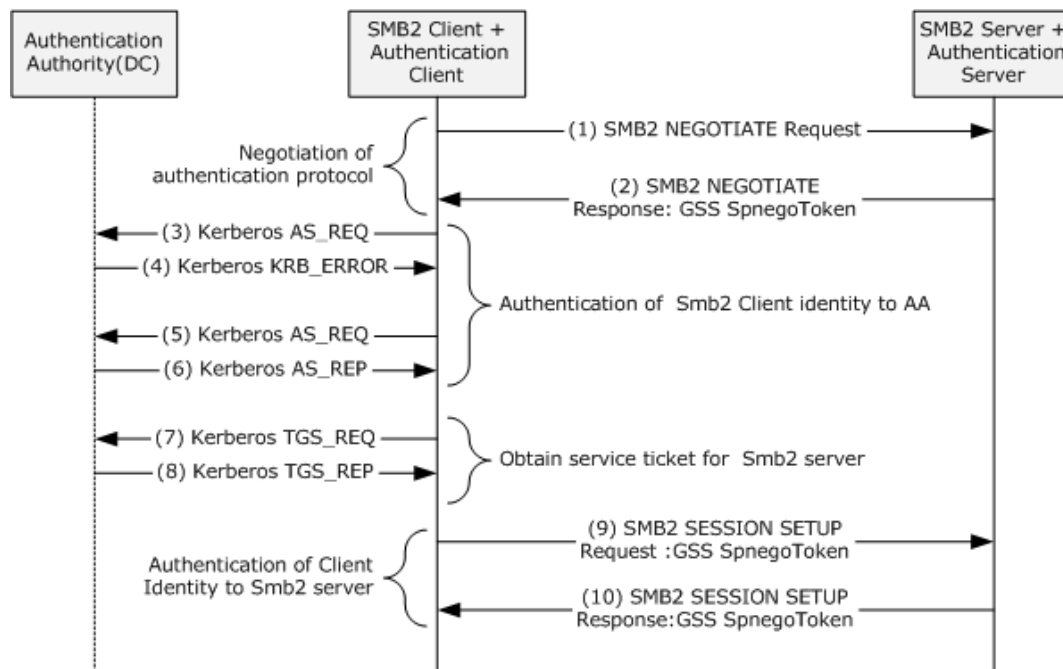 Authentication
Authority(DC)
SMB2 Client +
Authentication
Client
SMB2 Server +
Authentication
Server
(1) SMB2 NEGOTIATE Request
Negotiation of
authentication protocol
(2) SMB2 NEGOTIATE
Response: GSS SpnegoToken
(3) Kerberos AS_REQ
(4) Kerberos KRB_ERROR
Authentication of Smb2 Client identity to AA
(5) Kerberos AS_REQ
(6) Kerberos AS_REP
(7) Kerberos TGS_REQ
(8) Kerberos TGS_REP
Obtain service ticket for Smb2 server
(9) SMB2 SESSION SETUP
Request :GSS SpnegoToken
Authentication of Client
Identity to Smb2 server
(10) SMB2 SESSION SETUP
Response:GSS SpnegoToken